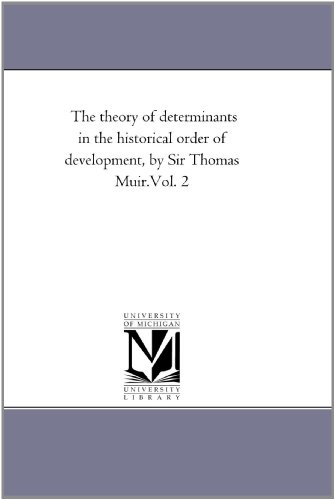 The theory of determinants
in the historical order of
development, by Sir Thomas
Muir.Vol. 2
UNIVERSITY
OF MICHIGAN
UNIVERSITY
LIBRARY